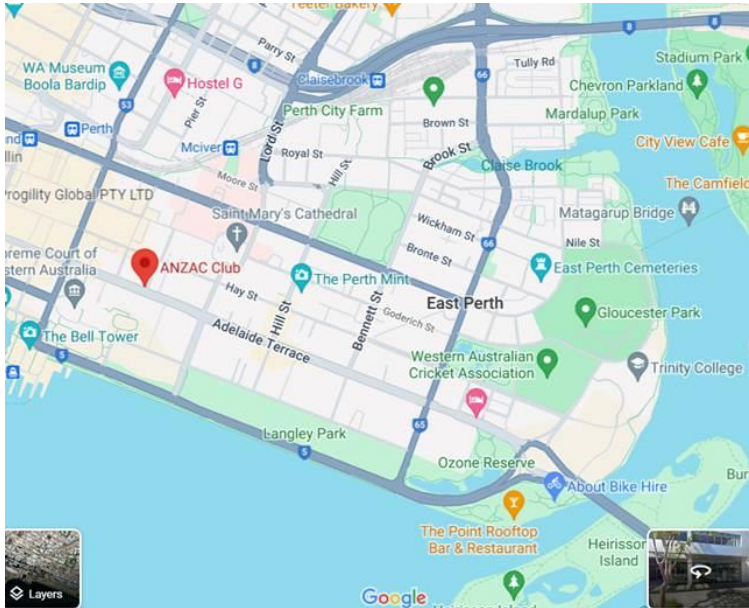 Teeter Bakery
8
Parry St
Tully Rd
Stadium Park
WA Museum
Boola Bardip
8
Hostel G
Claisebrook
66
Chevron Parkland
53
Pier St
Perth City Farm
Mardalup Park
Perth
Lord St
Brown St
City View Cafe
Mciver
Royal St
Hill St
Brook St
Claise Brook
The Camfield
Moore St
Progility Global PTY LTD
Saint Mary's Cathedral
Matagarup Bridge
Wickham St
66
Nile St
Bronte St
ANZAC Club
The Perth Mint
East Perth Cemeteries
Hay St
Hill St
Bennett St
East Perth
Goderich St
Gloucester Park
The Bell Tower
5
Adelaide Terrace
Western Australian
Cricket Association
Trinity College
65
Langley Park
5
Ozone Reserve
About Bike Hire
The Point Rooftop
Bar & Restaurant
Heirisson
Island
Layers
Google